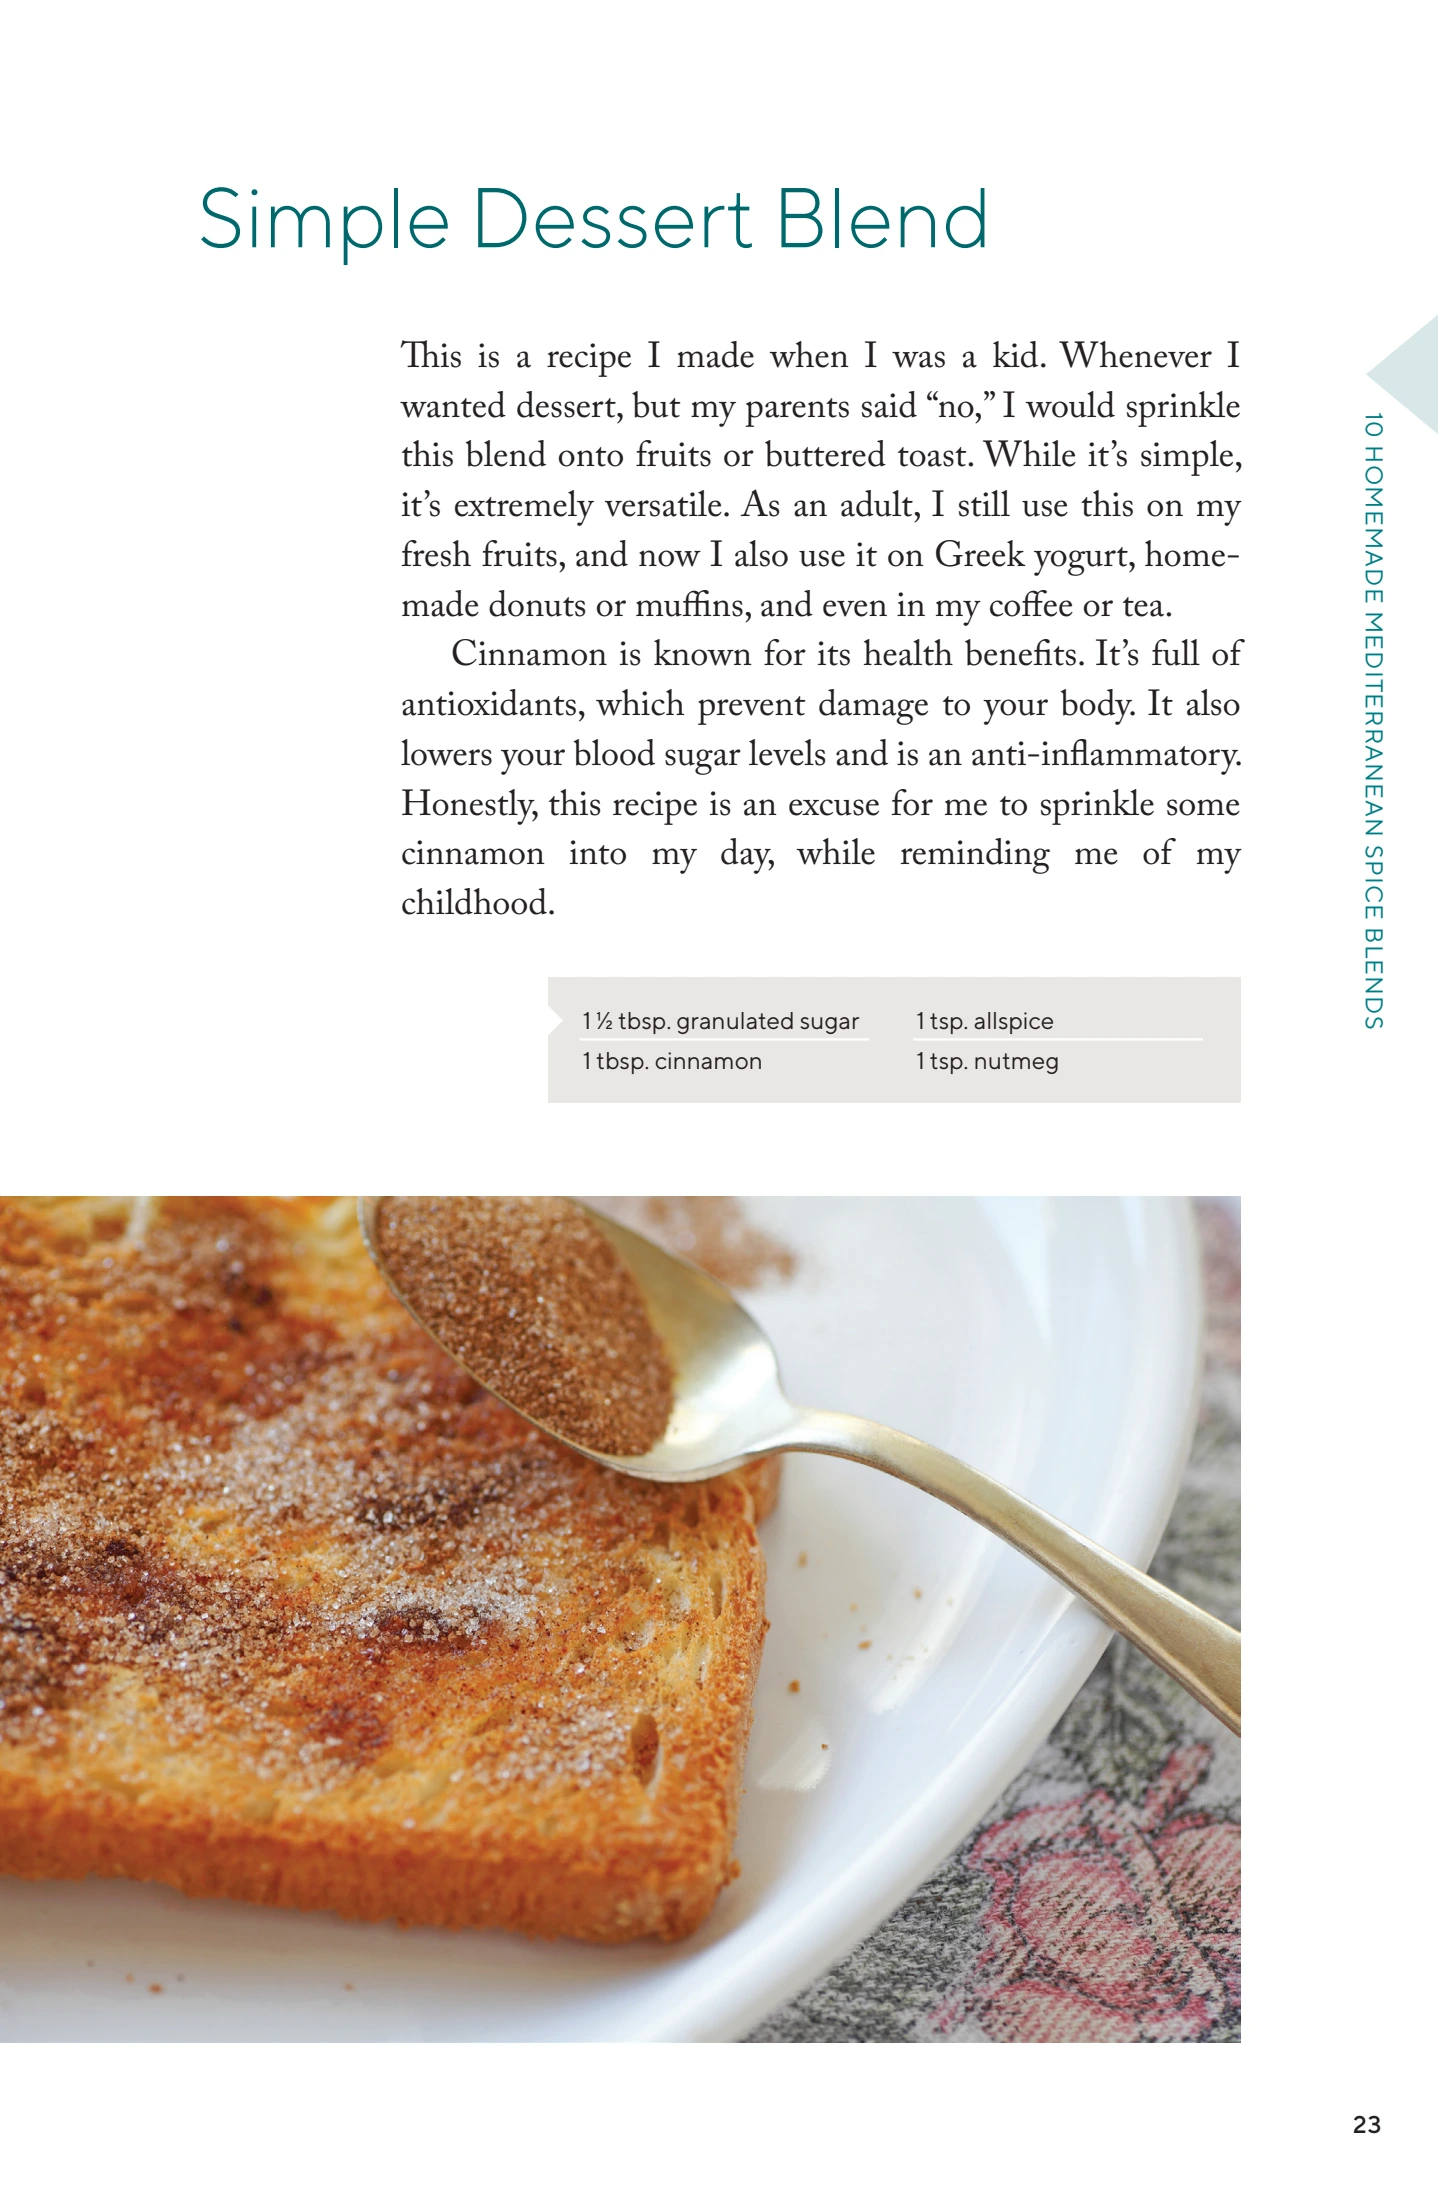 Simple Dessert Blend
This is a recipe I made when I was a kid. Whenever I
wanted dessert, but my parents said “no,” I would sprinkle
this blend onto fruits or buttered toast. While it’s simple,
it’s extremely versatile. As an adult, I still use this on my
fresh fruits, and now I also use it on Greek yogurt, home-
made donuts or muffins, and even in my coffee or tea.
Cinnamon is known for its health benefits. It’s full of
antioxidants, which prevent damage to your body. It also
lowers your blood sugar levels and is an anti-inflammatory.
Honestly, this recipe is an excuse for me to sprinkle some
cinnamon into my day, while reminding me of my
childhood.
1 ½ tbsp. granulated sugar
1 tbsp. cinnamon
1 tsp. allspice
1 tsp. nutmeg
10 HOMEMADE MEDITERRANEAN SPICE BLENDS
23